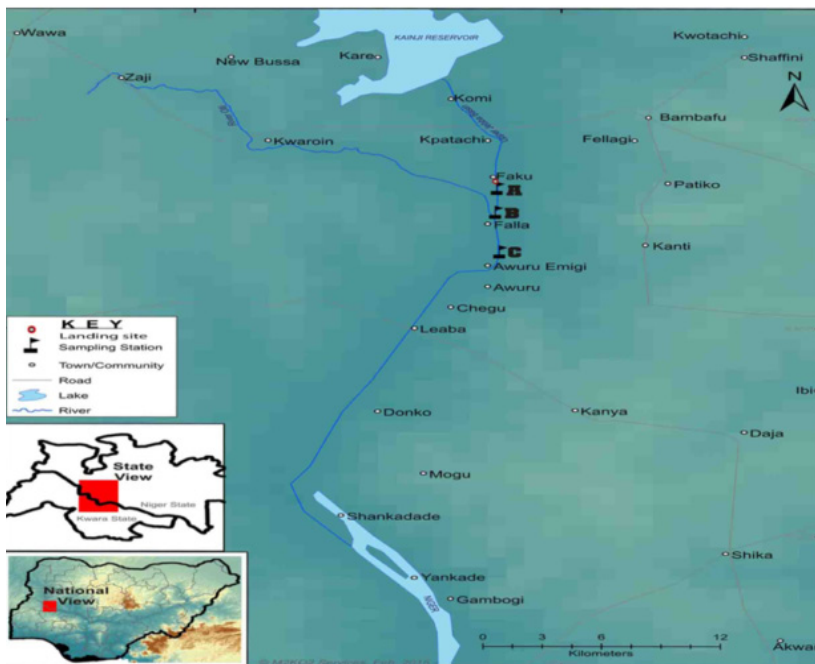 Wawa
KAINJI RESERVOIR
Kwotachi
New Bussa
Kare
Shaffini
Zaji
N
Komi
Bambafu
Kwaroin
Kpatachi
Fellagi
Faku
A
Patiko
B
Falla
Kanti
C
Awuru Emigi
Awuru
Chegu
KEY
Landing site
Sampling Station
Leaba
Town/Community
Road
Lake
River
Donko
Kanya
Ibi
Daja
State
View
Mogu
Niger State
Kwara State
Shankadade
Shika
National
View
Yankade
NIGER
Gambogi
0 3 6 12
Kilometers
Akwa